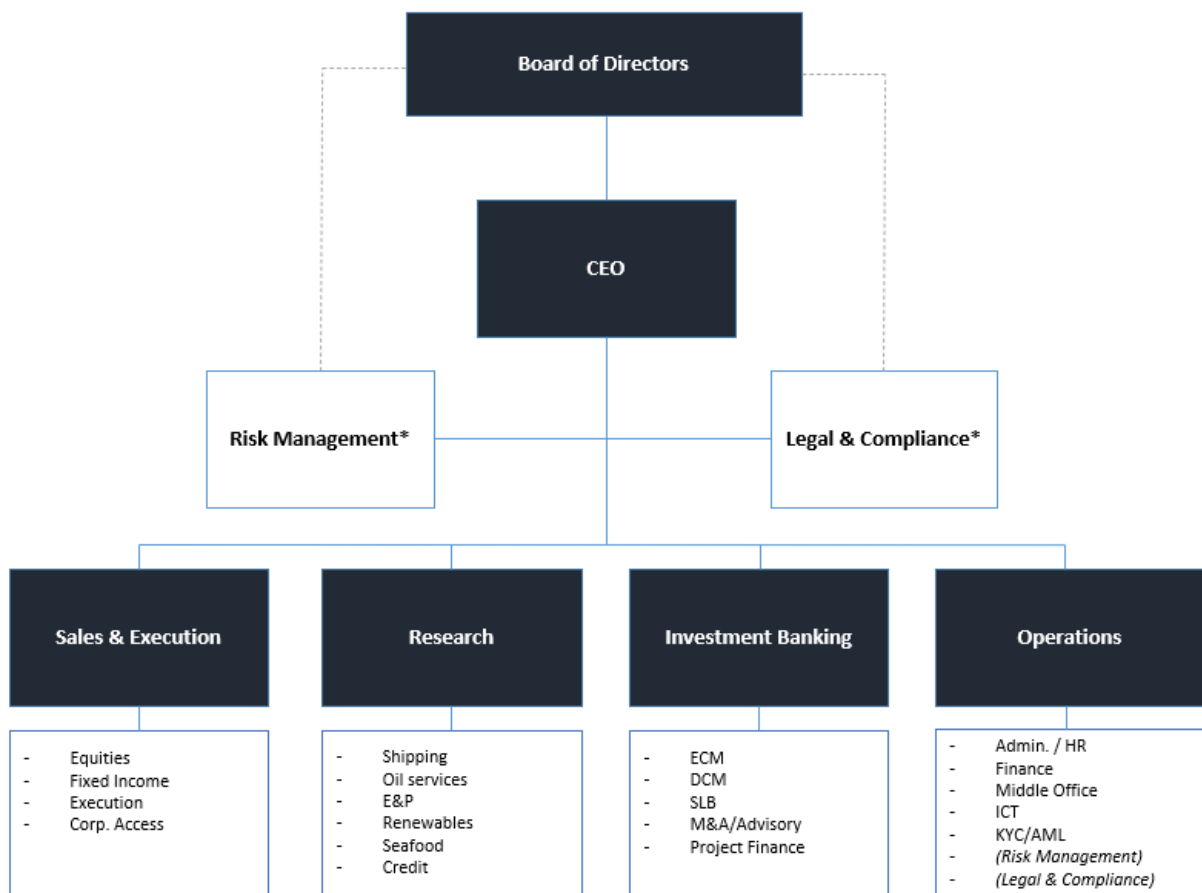 Board of Directors
CEO
Risk Management*
Legal & Compliance*
Sales & Execution
Research
Investment Banking
Operations
- Equities
- Fixed Income
- Execution
- Corp. Access
- Shipping
- Oil services
- E&P
- Renewables
- Seafood
- Credit
- ECM
- DCM
- SLB
- M&A/Advisory
- Project Finance
- Admin. / HR
- Finance
- Middle Office
- ICT
- KYC/AML
- (Risk Management)
- (Legal & Compliance)